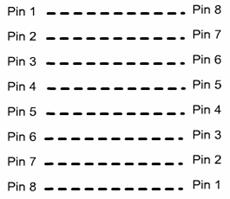 Pin 1 Pin 8
Pin 2 Pin 7
Pin 3 Pin 6
Pin 4 Pin 5
Pin 5 Pin 4
Pin 6 Pin 3
Pin 7 Pin 2
Pin 8 Pin 1